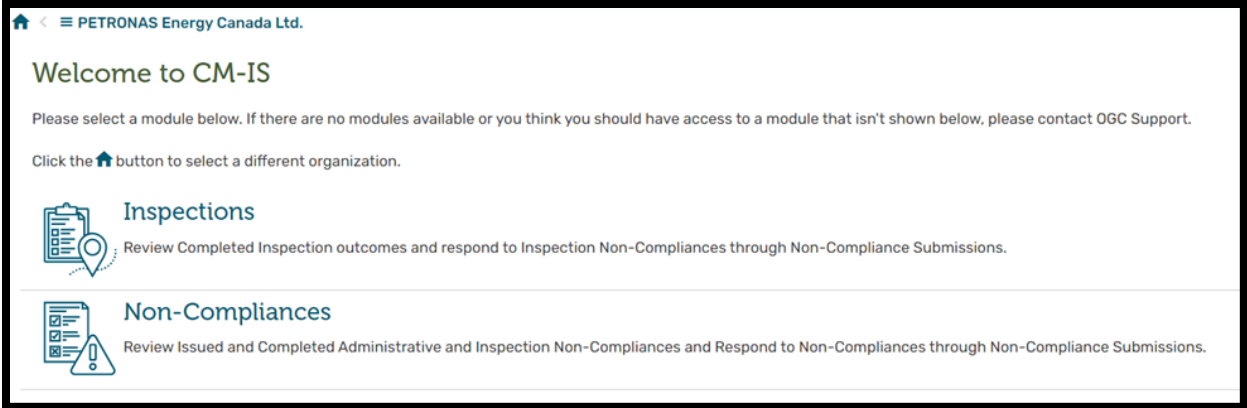 PETRONAS Energy Canada Ltd.
Welcome to CM-IS
Please select a module below. If there are no modules available or you think you should have access to a module that isn't shown below, please contact OGC Support.
Click the button to select a different organization.
Inspections
Review Completed Inspection outcomes and respond to Inspection Non-Compliances through Non-Compliance Submissions.
Non-Compliances
Review Issued and Completed Administrative and Inspection Non-Compliances and Respond to Non-Compliances through Non-Compliance Submissions.